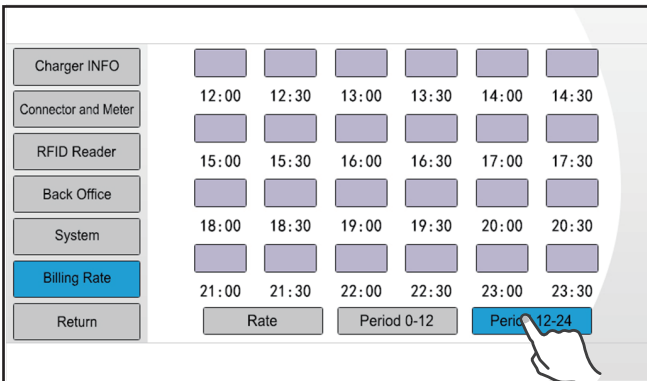 Charger INFO
Connector and Meter
RFID Reader
Back Office
System
Billing Rate
Return
12:00 12:30 13:00 13:30 14:00 14:30
15:00 15:30 16:00 16:30 17:00 17:30
18:00 18:30 19:00 19:30 20:00 20:30
21:00 21:30 22:00 22:30 23:00 23:30
Rate Period 0-12 Period 12-24